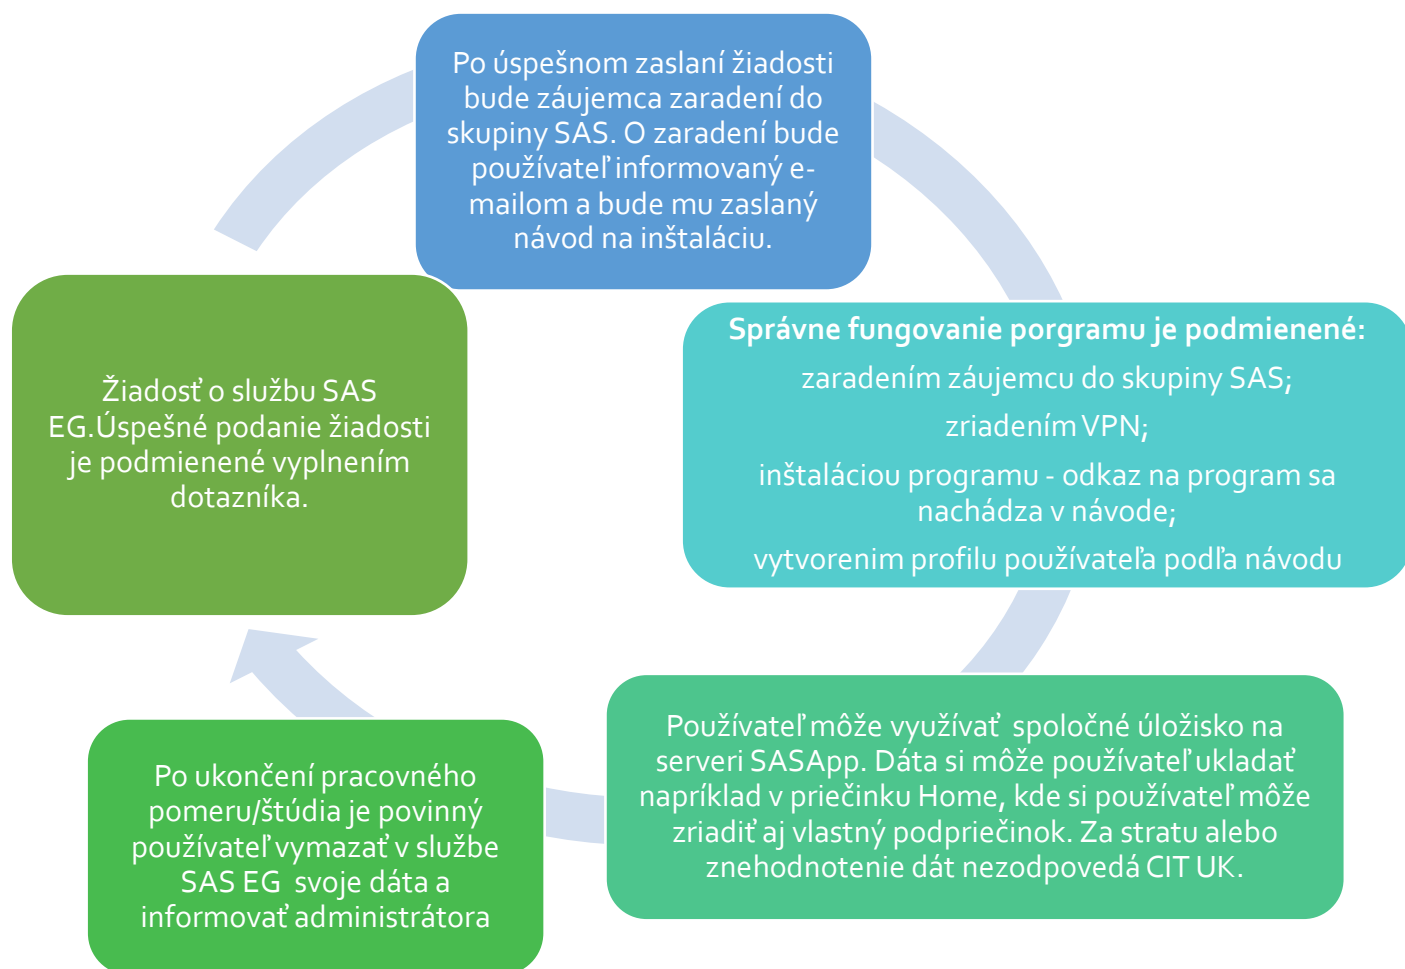 Po úspešnom zaslaní žiadosti
bude záujemca zaradení do
skupiny SAS. O zaradení bude
používateľ informovaný e-
mailom a bude mu zaslaný
návod na inštaláciu.
Správne fungovanie porgramu je podmienené:
zaradením záujemcu do skupiny SAS;
zriadením VPN;
inštaláciou programu - odkaz na program sa
nachádza v návode;
vytvorenim profilu používateľa podľa návodu
Používateľ môže využívať  spoločné úložisko na
serveri SASApp. Dáta si môže používateľ ukladať
napríklad v priečinku Home, kde si používateľ môže
zriadiť aj vlastný podpriečinok. Za stratu alebo
znehodnotenie dát nezodpovedá CIT UK.
Po ukončení pracovného
pomeru/štúdia je povinný
používateľ vymazať v službe
SAS EG  svoje dáta a
informovať administrátora
Žiadosť o službu SAS
EG.Úspešné podanie žiadosti
je podmienené vyplnením
dotazníka.